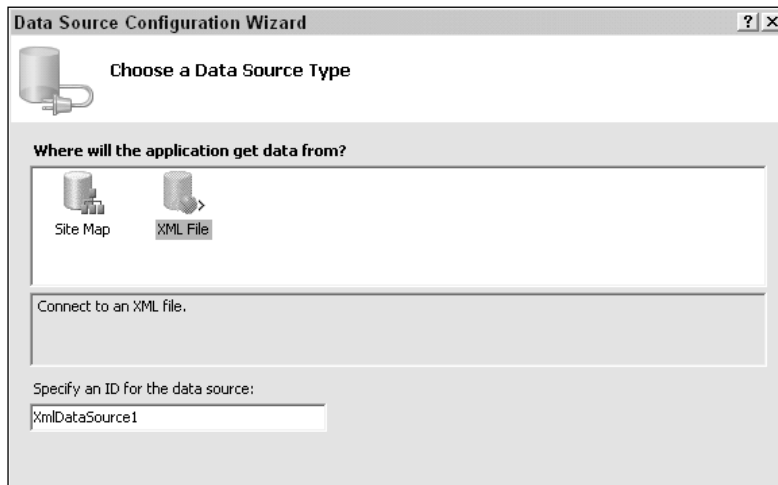 Data Source Configuration Wizard
? X
Choose a Data Source Type
Where will the application get data from?
Site Map
XML File
Connect to an XML file.
Specify an ID for the data source:
XmlDataSource1